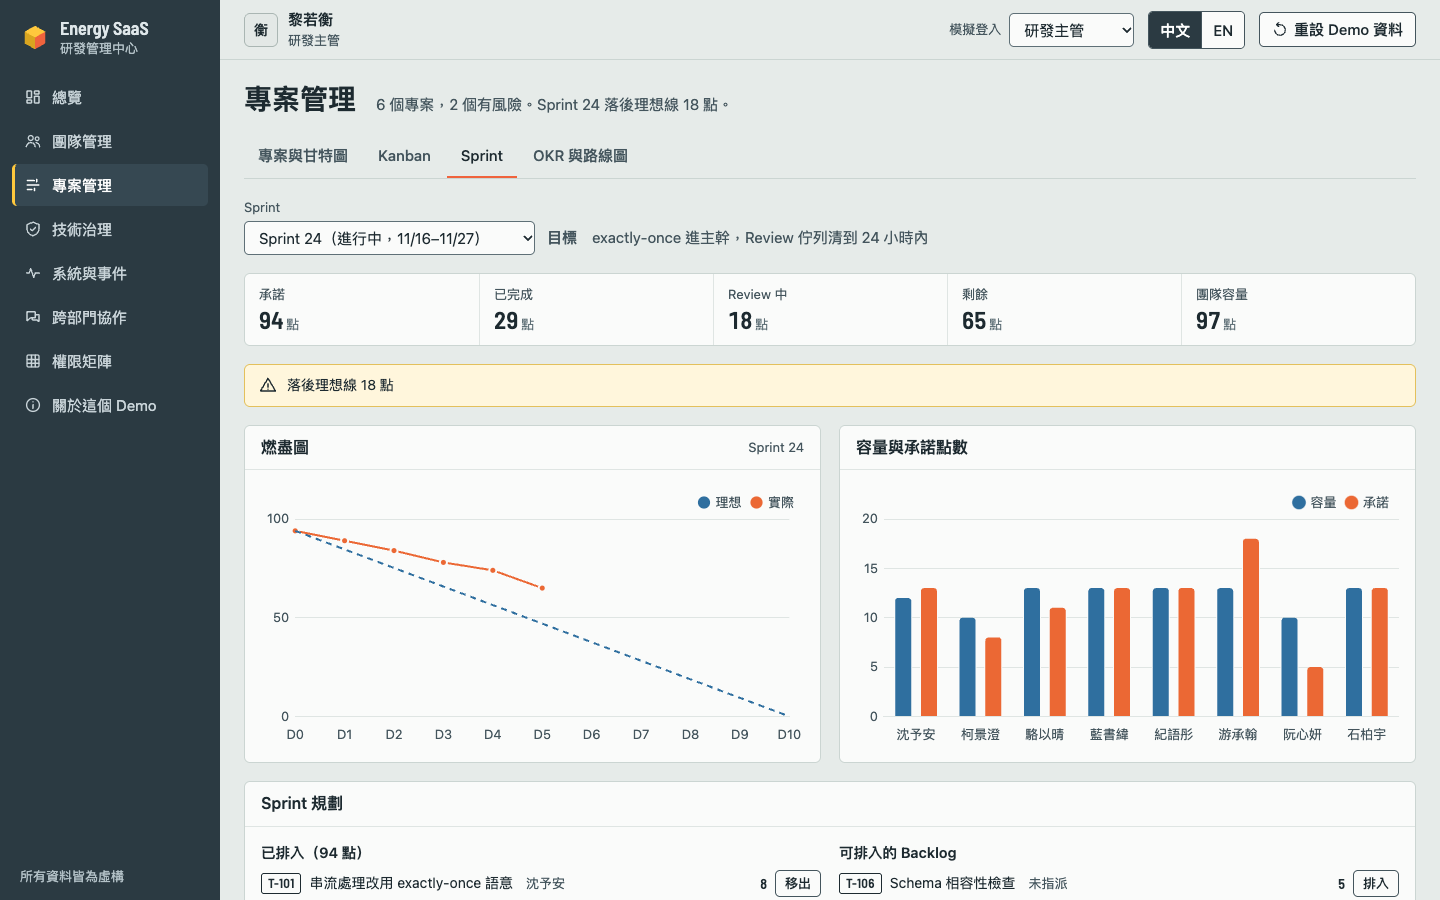 Energy SaaS
研發管理中心
總覽
團隊管理
專案管理
技術治理
系統與事件
跨部門協作
權限矩陣
關於這個 Demo
所有資料皆為虛構
衡
黎若衡
研發主管
模擬登入
研發主管
中文
EN
重設 Demo 資料
專案管理
6 個專案，2 個有風險。Sprint 24 落後理想線 18 點。
專案與甘特圖
Kanban
Sprint
OKR 與路線圖
Sprint
Sprint 24（進行中，11/16–11/27）
目標 exactly-once 進主幹，Review 佇列清到 24 小時內
承諾
94 點
已完成
29 點
Review 中
18 點
剩餘
65 點
團隊容量
97 點
落後理想線 18 點
燃盡圖
Sprint 24
理想
實際
100
50
0
D0 D1 D2 D3 D4 D5 D6 D7 D8 D9 D10
容量與承諾點數
容量
承諾
20
15
10
5
0
沈予安 柯景澄 駱以晴 藍書緯 紀語彤 游承翰 阮心妍 石柏宇
Sprint 規劃
已排入（94 點）
T-101 串流處理改用 exactly-once 語意 沈予安 8 移出
可排入的 Backlog
T-106 Schema 相容性檢查 未指派 5 排入